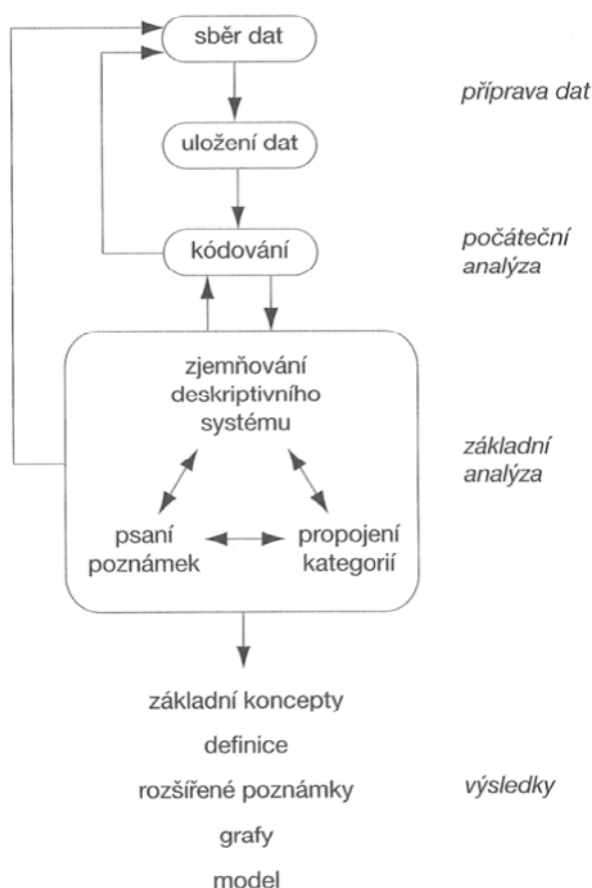 sběr dat
příprava dat
uložení dat
kódování
počáteční
analýza
zjemňování
deskriptivního
systému
základní
analýza
psaní
poznámek
propojení
kategorií
základní koncepty
definice
rozšířené poznámky
výsledky
grafy
model